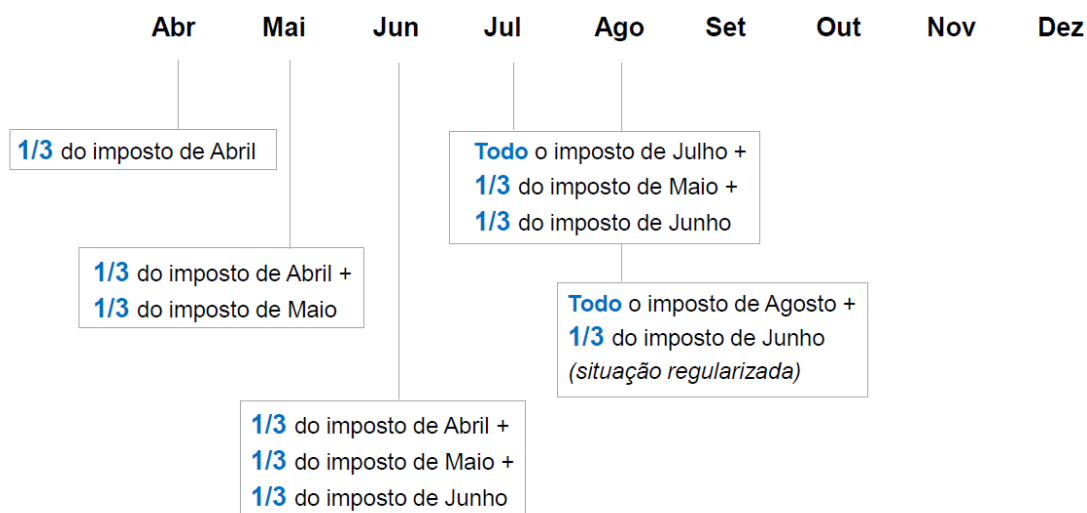 Abr Mai Jun Jul Ago Set Out Nov Dez
1/3 do imposto de Abril
1/3 do imposto de Abril +
1/3 do imposto de Maio
1/3 do imposto de Abril +
1/3 do imposto de Maio +
1/3 do imposto de Junho
Todo o imposto de Julho +
1/3 do imposto de Maio +
1/3 do imposto de Junho
Todo o imposto de Agosto +
1/3 do imposto de Junho
(situação regularizada)